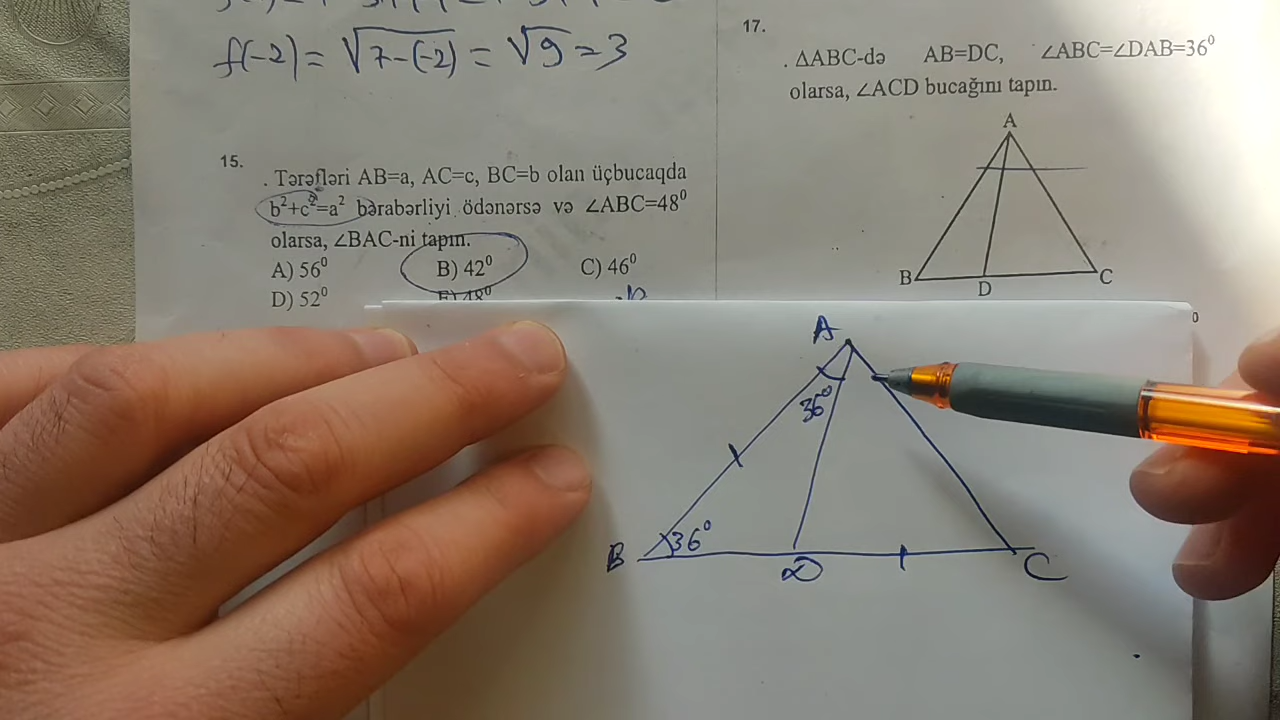 f(-2)= √7-(-2) = √9 =3
15.
. Tərəfləri AB=a, AC=c, BC=b olan üçbucaqda
b²+c²=a² bərabərliyi ödənərsə və ∠ABC=48⁰
olarsa, ∠BAC-ni tapın.
A) 56⁰ B) 42⁰ C) 46⁰
D) 52⁰ E) 48⁰
17.
. ΔABC-də AB=DC, ∠ABC=∠DAB=36⁰
olarsa, ∠ACD bucağını tapın.
A
B
D
C
A
36⁰
36⁰
B
D
C